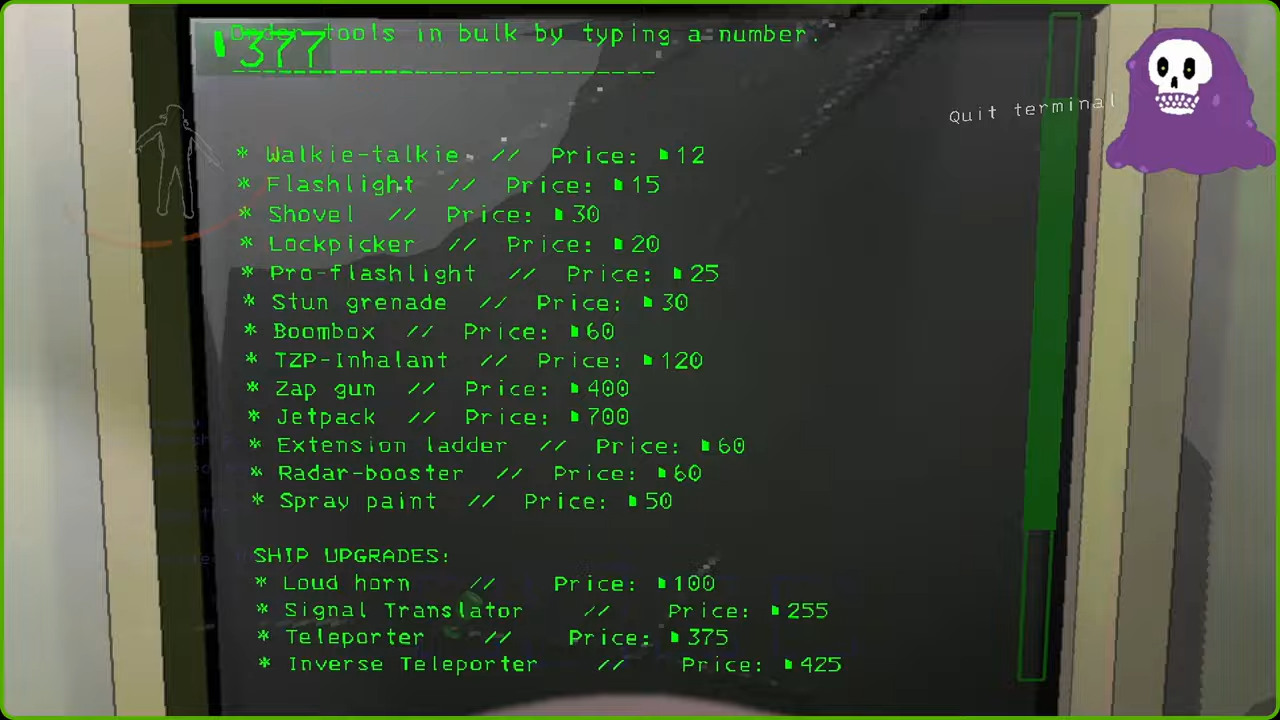 Order tools in bulk by typing a number.
377
Quit terminal
* Walkie-talkie // Price: 12
* Flashlight // Price: 15
* Shovel // Price: 30
* Lockpicker // Price: 20
* Pro-flashlight // Price: 25
* Stun grenade // Price: 30
* Boombox // Price: 60
* TZP-Inhalant // Price: 120
* Zap gun // Price: 400
* Jetpack // Price: 700
* Extension ladder // Price: 60
* Radar-booster // Price: 60
* Spray paint // Price: 50
SHIP UPGRADES:
* Loud horn // Price: 100
* Signal Translator // Price: 255
* Teleporter // Price: 375
* Inverse Teleporter // Price: 425